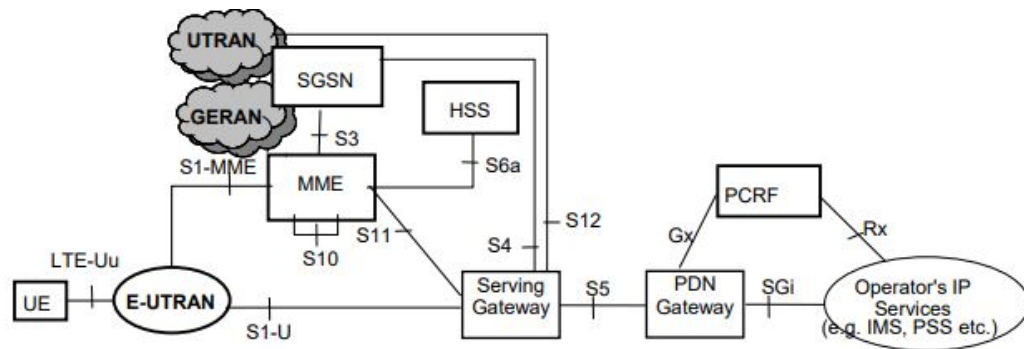 UTRAN
SGSN
GERAN
HSS
S3
S1-MME
S6a
MME
PCRF
S12
S11
S4
Gx
Rx
S10
LTE-Uu
UE
E-UTRAN
Serving
Gateway
S5
PDN
Gateway
SGi
Operator's IP
Services
(e.g. IMS, PSS etc.)
S1-U